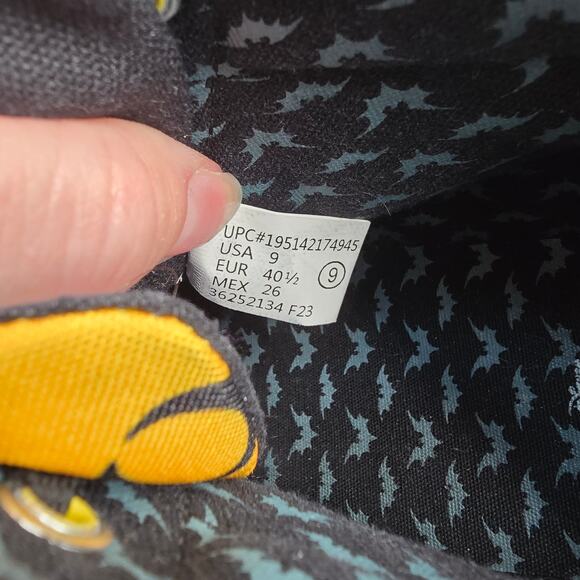 UPC#195142174945
USA 9
EUR 40½ 9
MEX 26
36252134 F23